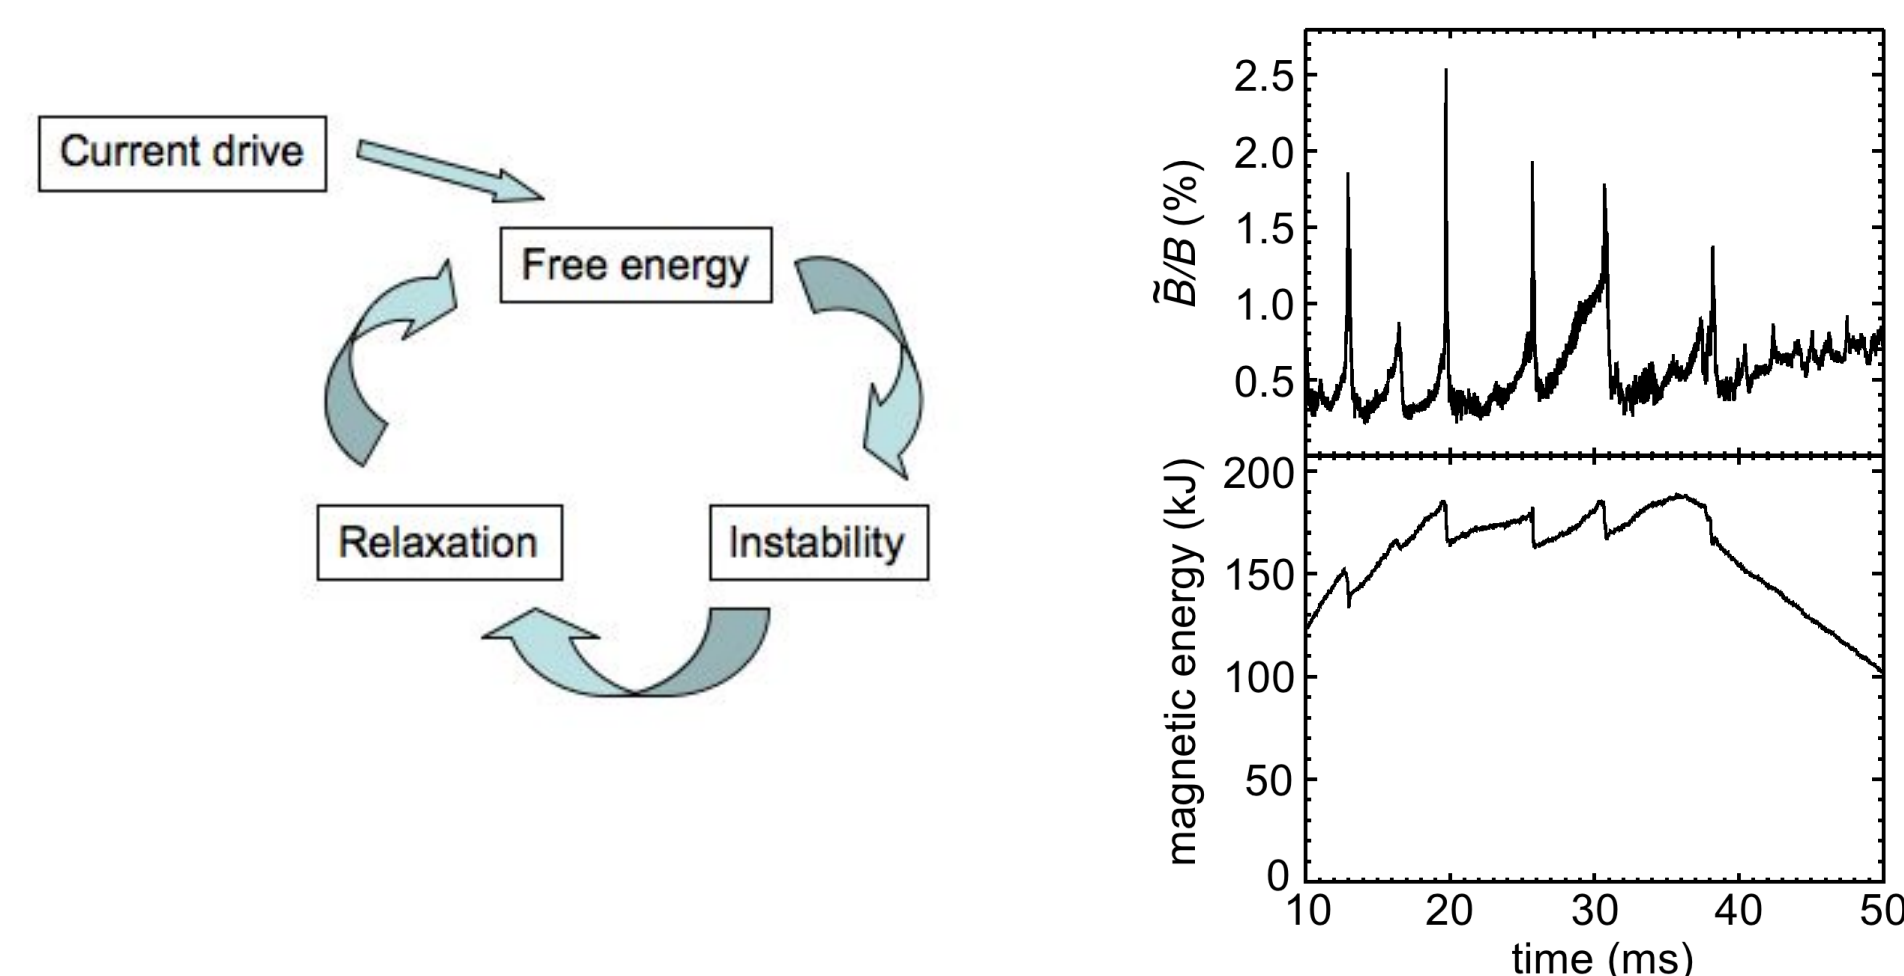 Current drive
Free energy
Relaxation
Instability
B̃/B (%)
2.5
2.0
1.5
1.0
0.5
magnetic energy (kJ)
200
150
100
50
0
10 20 30 40 50
time (ms)